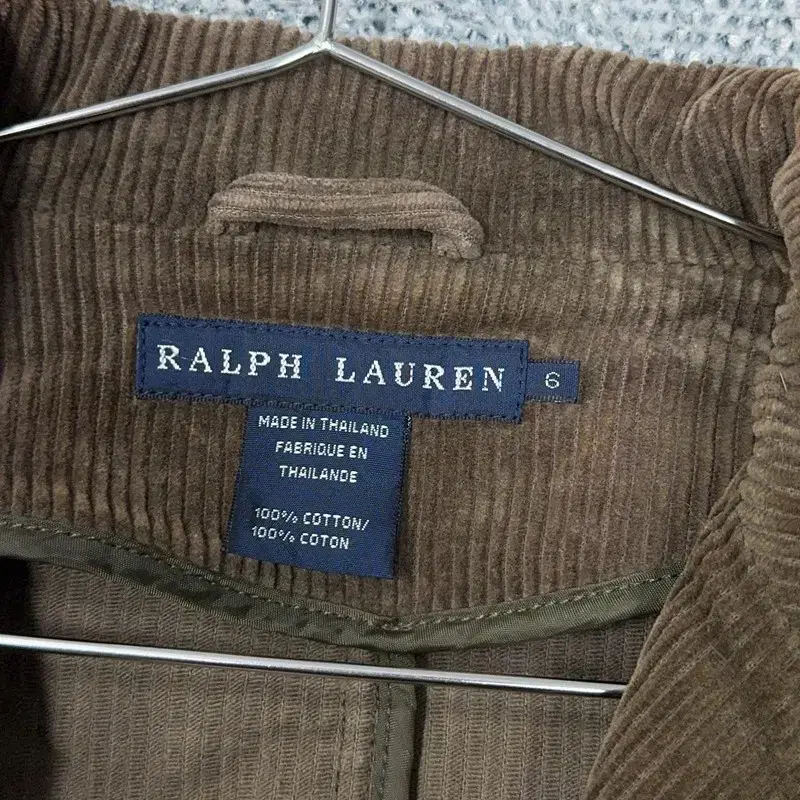 RALPH LAUREN 6
MADE IN THAILAND
FABRIQUE EN
THAILANDE
100% COTTON/
100% COTON